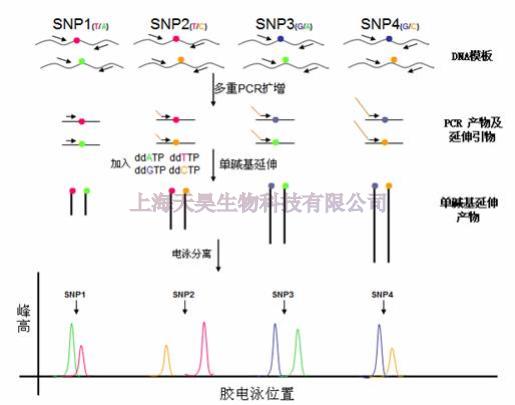 SNP1(T/A) SNP2(T/C) SNP3(G/A) SNP4(G/C)
DNA模板
多重PCR扩增
PCR 产物及
延伸引物
加入 ddATP ddTTP
ddGTP ddCTP
单碱基延伸
上海天昊生物科技有限公司
单碱基延伸
产物
电泳分离
SNP1 SNP2 SNP3 SNP4
峰高
胶电泳位置